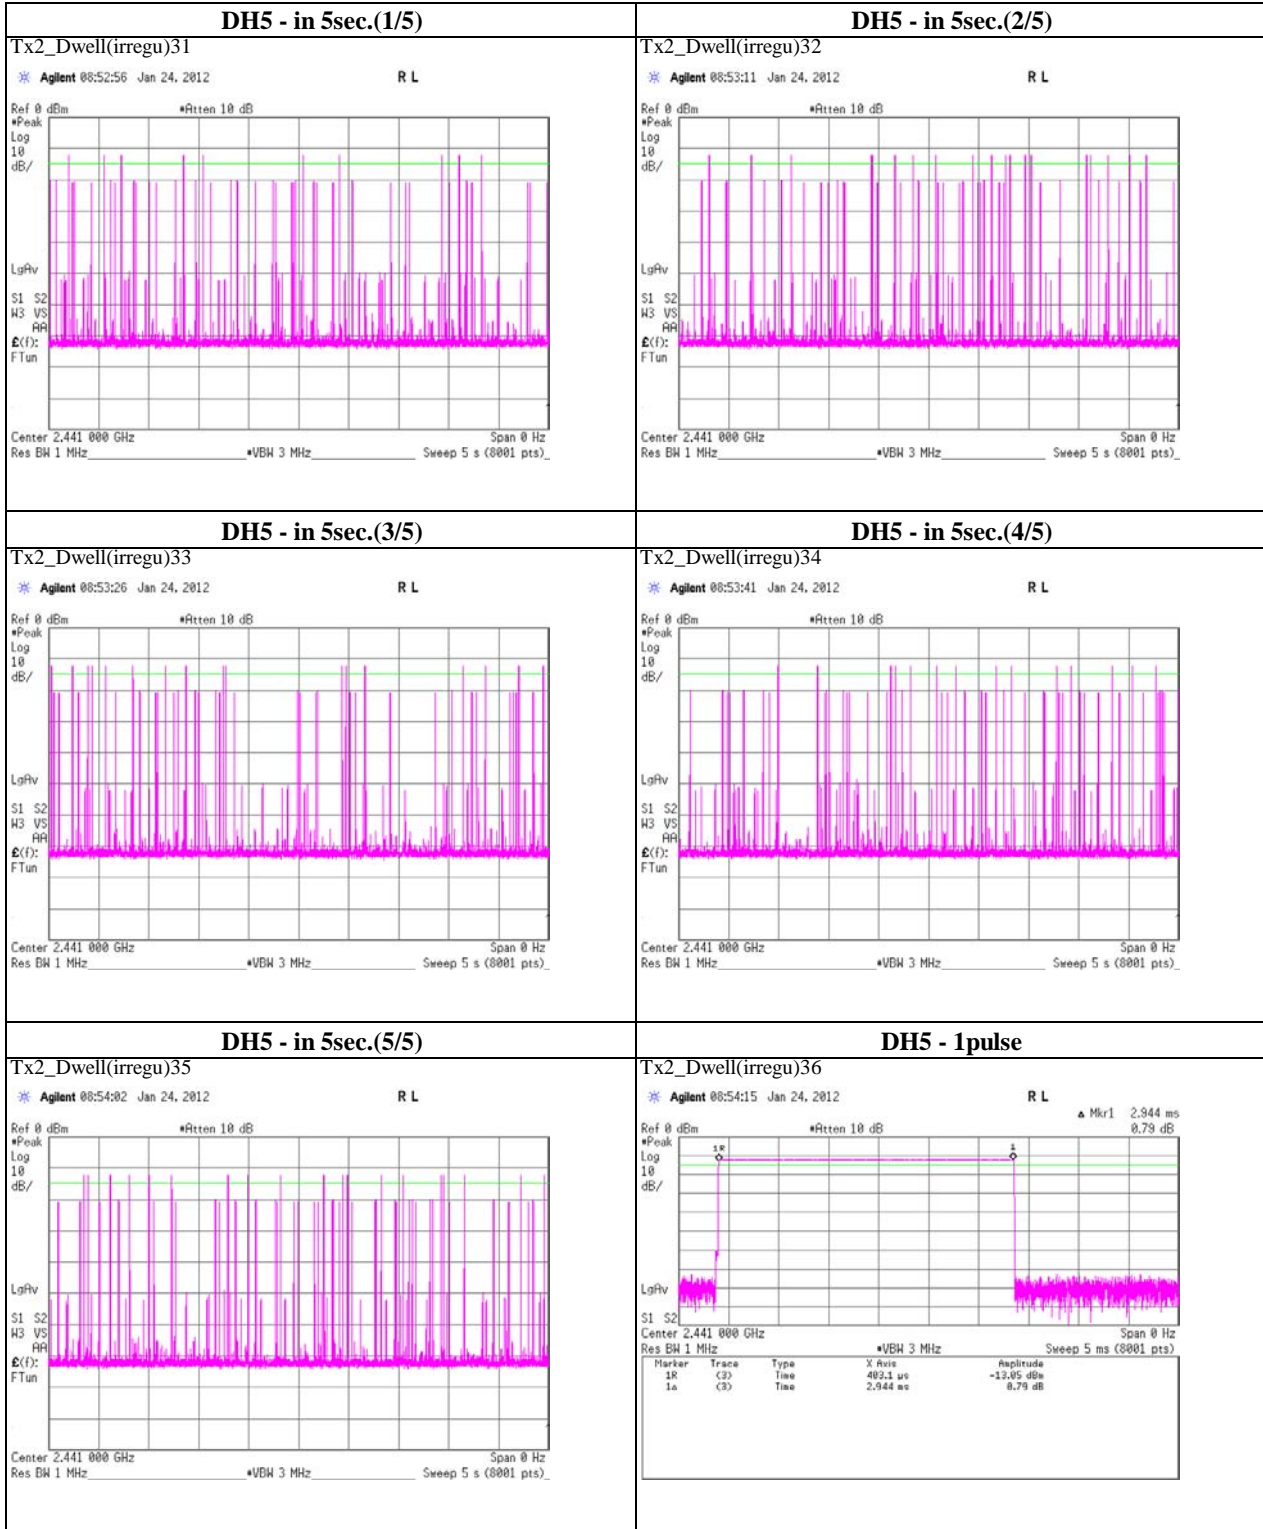 DH5 - in 5sec.(1/5)
Tx2_Dwell(irregu)31
Agilent 08:52:56 Jan 24, 2012 R L
Ref 0 dBm #Atten 10 dB
#Peak
Log
10
dB/
LgAv
S1 S2
W3 VS
AA
£(f):
FTun
Center 2.441 000 GHz Span 0 Hz
Res BW 1 MHz #VBW 3 MHz Sweep 5 s (8001 pts)
DH5 - in 5sec.(2/5)
Tx2_Dwell(irregu)32
Agilent 08:53:11 Jan 24, 2012 R L
Ref 0 dBm #Atten 10 dB
#Peak
Log
10
dB/
LgAv
S1 S2
W3 VS
AA
£(f):
FTun
Center 2.441 000 GHz Span 0 Hz
Res BW 1 MHz #VBW 3 MHz Sweep 5 s (8001 pts)
DH5 - in 5sec.(3/5)
Tx2_Dwell(irregu)33
Agilent 08:53:26 Jan 24, 2012 R L
Ref 0 dBm #Atten 10 dB
#Peak
Log
10
dB/
LgAv
S1 S2
W3 VS
AA
£(f):
FTun
Center 2.441 000 GHz Span 0 Hz
Res BW 1 MHz #VBW 3 MHz Sweep 5 s (8001 pts)
DH5 - in 5sec.(4/5)
Tx2_Dwell(irregu)34
Agilent 08:53:41 Jan 24, 2012 R L
Ref 0 dBm #Atten 10 dB
#Peak
Log
10
dB/
LgAv
S1 S2
W3 VS
AA
£(f):
FTun
Center 2.441 000 GHz Span 0 Hz
Res BW 1 MHz #VBW 3 MHz Sweep 5 s (8001 pts)
DH5 - in 5sec.(5/5)
Tx2_Dwell(irregu)35
Agilent 08:54:02 Jan 24, 2012 R L
Ref 0 dBm #Atten 10 dB
#Peak
Log
10
dB/
LgAv
S1 S2
W3 VS
AA
£(f):
FTun
Center 2.441 000 GHz Span 0 Hz
Res BW 1 MHz #VBW 3 MHz Sweep 5 s (8001 pts)
DH5 - 1pulse
Tx2_Dwell(irregu)36
Agilent 08:54:15 Jan 24, 2012 R L
Δ Mkr1 2.944 ms
Ref 0 dBm #Atten 10 dB 0.79 dB
#Peak
Log
10
dB/
1R 1
LgAv
S1 S2
Center 2.441 000 GHz Span 0 Hz
Res BW 1 MHz #VBW 3 MHz Sweep 5 ms (8001 pts)
Marker Trace Type X Axis Amplitude
1R (3) Time 403.1 µs -13.05 dBm
1Δ (3) Time 2.944 ms 0.79 dB